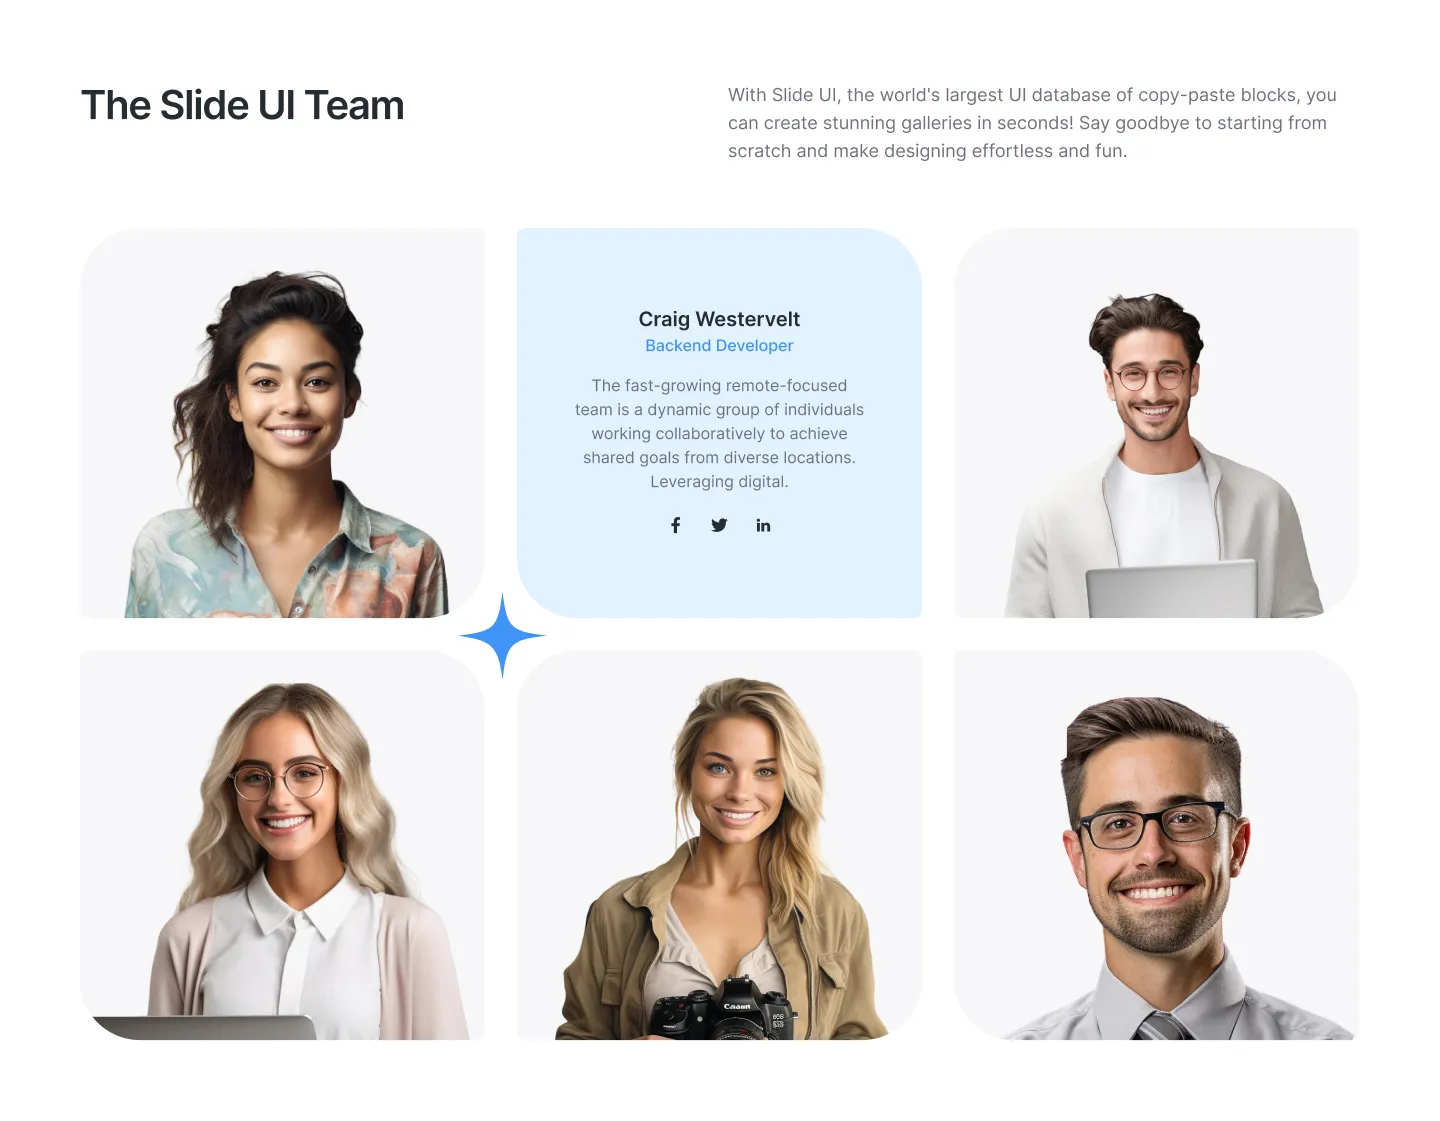 The Slide UI Team
With Slide UI, the world's largest UI database of copy-paste blocks, you
can create stunning galleries in seconds! Say goodbye to starting from
scratch and make designing effortless and fun.
Craig Westervelt
Backend Developer
The fast-growing remote-focused
team is a dynamic group of individuals
working collaboratively to achieve
shared goals from diverse locations.
Leveraging digital.
Canon
EOS